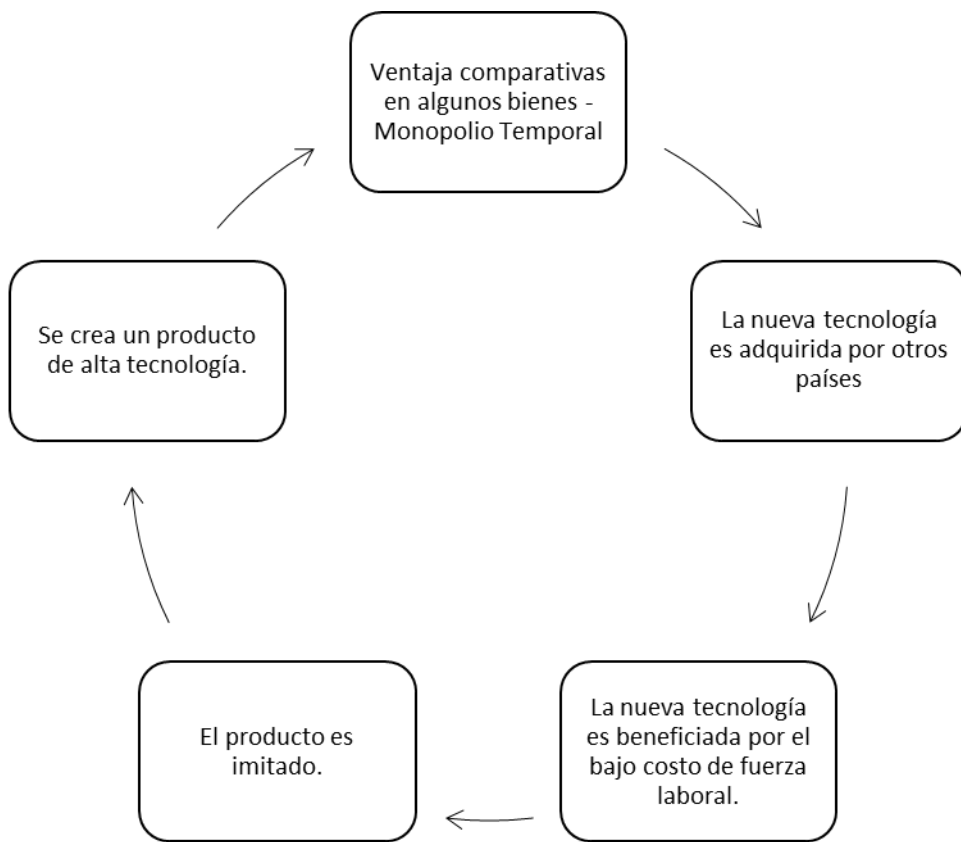 Ventaja comparativas
en algunos bienes -
Monopolio Temporal
La nueva tecnología
es adquirida por otros
países
La nueva tecnología
es beneficiada por el
bajo costo de fuerza
laboral.
El producto es
imitado.
Se crea un producto
de alta tecnología.